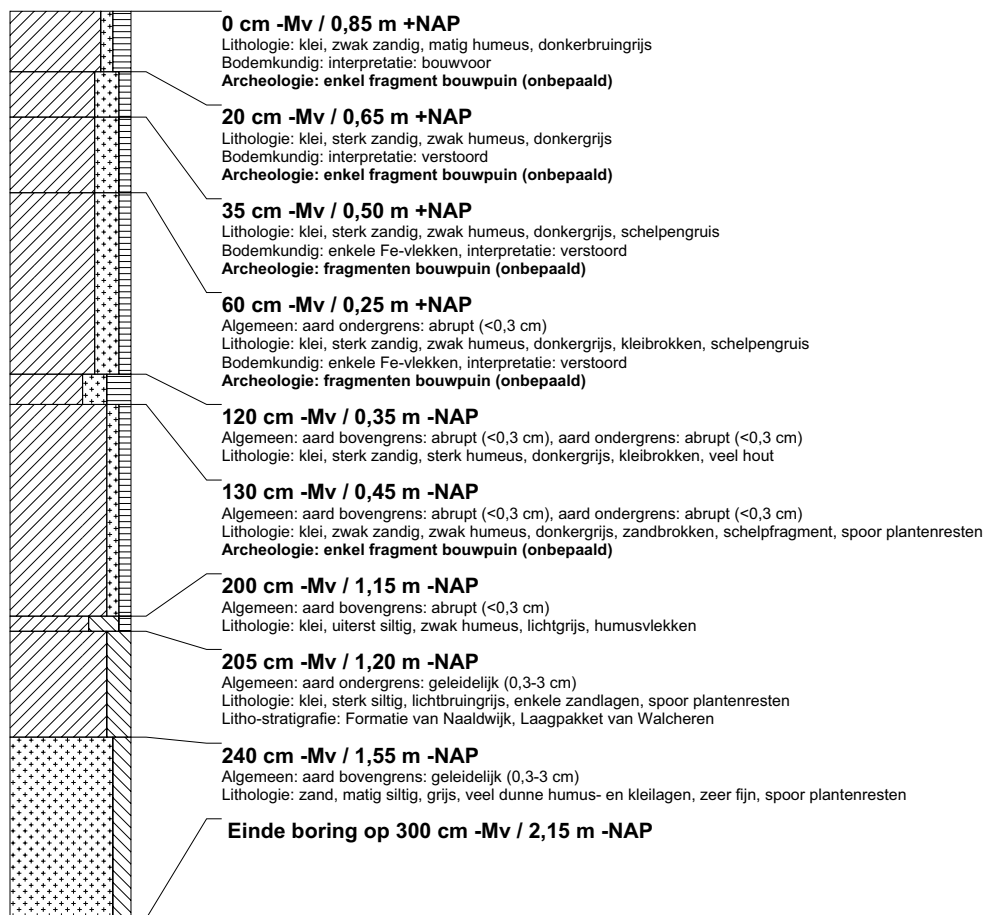 0 cm -Mv / 0,85 m +NAP
Lithologie: klei, zwak zandig, matig humeus, donkerbruingrijs
Bodemkundig: interpretatie: bouwvoor
Archeologie: enkel fragment bouwpuin (onbepaald)
20 cm -Mv / 0,65 m +NAP
Lithologie: klei, sterk zandig, zwak humeus, donkergrijs
Bodemkundig: interpretatie: verstoord
Archeologie: enkel fragment bouwpuin (onbepaald)
35 cm -Mv / 0,50 m +NAP
Lithologie: klei, sterk zandig, zwak humeus, donkergrijs, schelpengruis
Bodemkundig: enkele Fe-vlekken, interpretatie: verstoord
Archeologie: fragmenten bouwpuin (onbepaald)
60 cm -Mv / 0,25 m +NAP
Algemeen: aard ondergrens: abrupt (<0,3 cm)
Lithologie: klei, sterk zandig, zwak humeus, donkergrijs, kleibrokken, schelpengruis
Bodemkundig: enkele Fe-vlekken, interpretatie: verstoord
Archeologie: fragmenten bouwpuin (onbepaald)
120 cm -Mv / 0,35 m -NAP
Algemeen: aard bovengrens: abrupt (<0,3 cm), aard ondergrens: abrupt (<0,3 cm)
Lithologie: klei, sterk zandig, sterk humeus, donkergrijs, kleibrokken, veel hout
130 cm -Mv / 0,45 m -NAP
Algemeen: aard bovengrens: abrupt (<0,3 cm), aard ondergrens: abrupt (<0,3 cm)
Lithologie: klei, zwak zandig, zwak humeus, donkergrijs, zandbrokken, schelpfragment, spoor plantenresten
Archeologie: enkel fragment bouwpuin (onbepaald)
200 cm -Mv / 1,15 m -NAP
Algemeen: aard bovengrens: abrupt (<0,3 cm)
Lithologie: klei, uiterst siltig, zwak humeus, lichtgrijs, humusvlekken
205 cm -Mv / 1,20 m -NAP
Algemeen: aard ondergrens: geleidelijk (0,3-3 cm)
Lithologie: klei, sterk siltig, lichtbruingrijs, enkele zandlagen, spoor plantenresten
Litho-stratigrafie: Formatie van Naaldwijk, Laagpakket van Walcheren
240 cm -Mv / 1,55 m -NAP
Algemeen: aard bovengrens: geleidelijk (0,3-3 cm)
Lithologie: zand, matig siltig, grijs, veel dunne humus- en kleilagen, zeer fijn, spoor plantenresten
Einde boring op 300 cm -Mv / 2,15 m -NAP